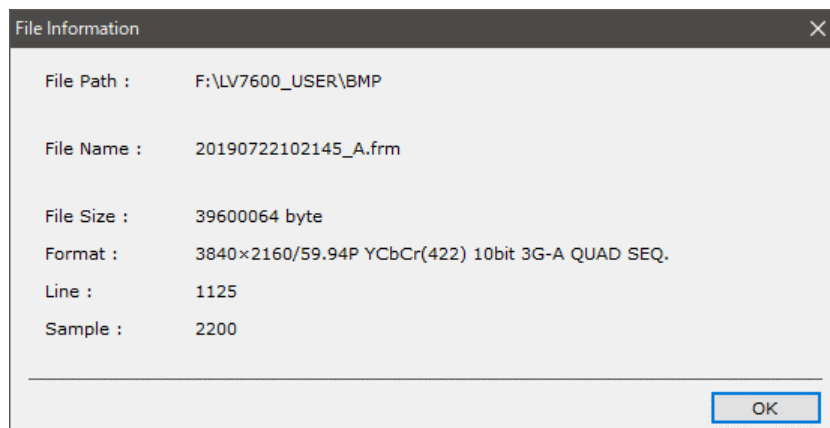 File Information
File Path : F:\LV7600_USER\BMP
File Name : 20190722102145_A.frm
File Size : 39600064 byte
Format : 3840×2160/59.94P YCbCr(422) 10bit 3G-A QUAD SEQ.
Line : 1125
Sample : 2200
OK